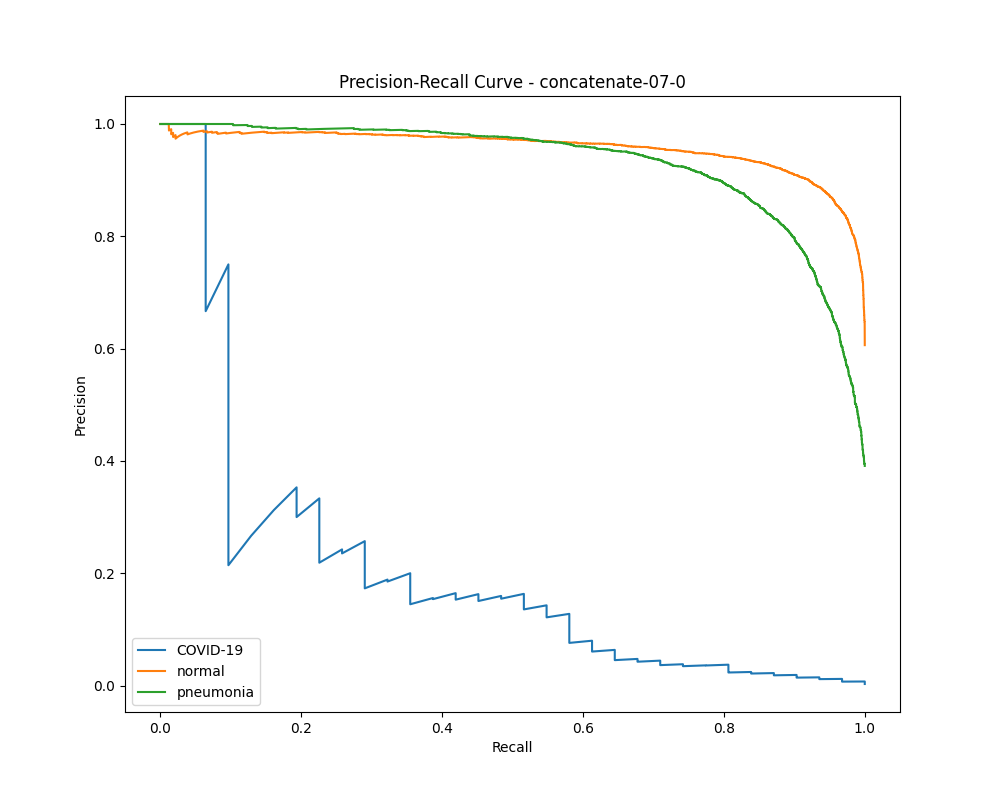 Precision-Recall Curve - concatenate-07-0
Precision
1.0
0.8
0.6
0.4
0.2
0.0
COVID-19
normal
pneumonia
0.0 0.2 0.4 0.6 0.8 1.0
Recall